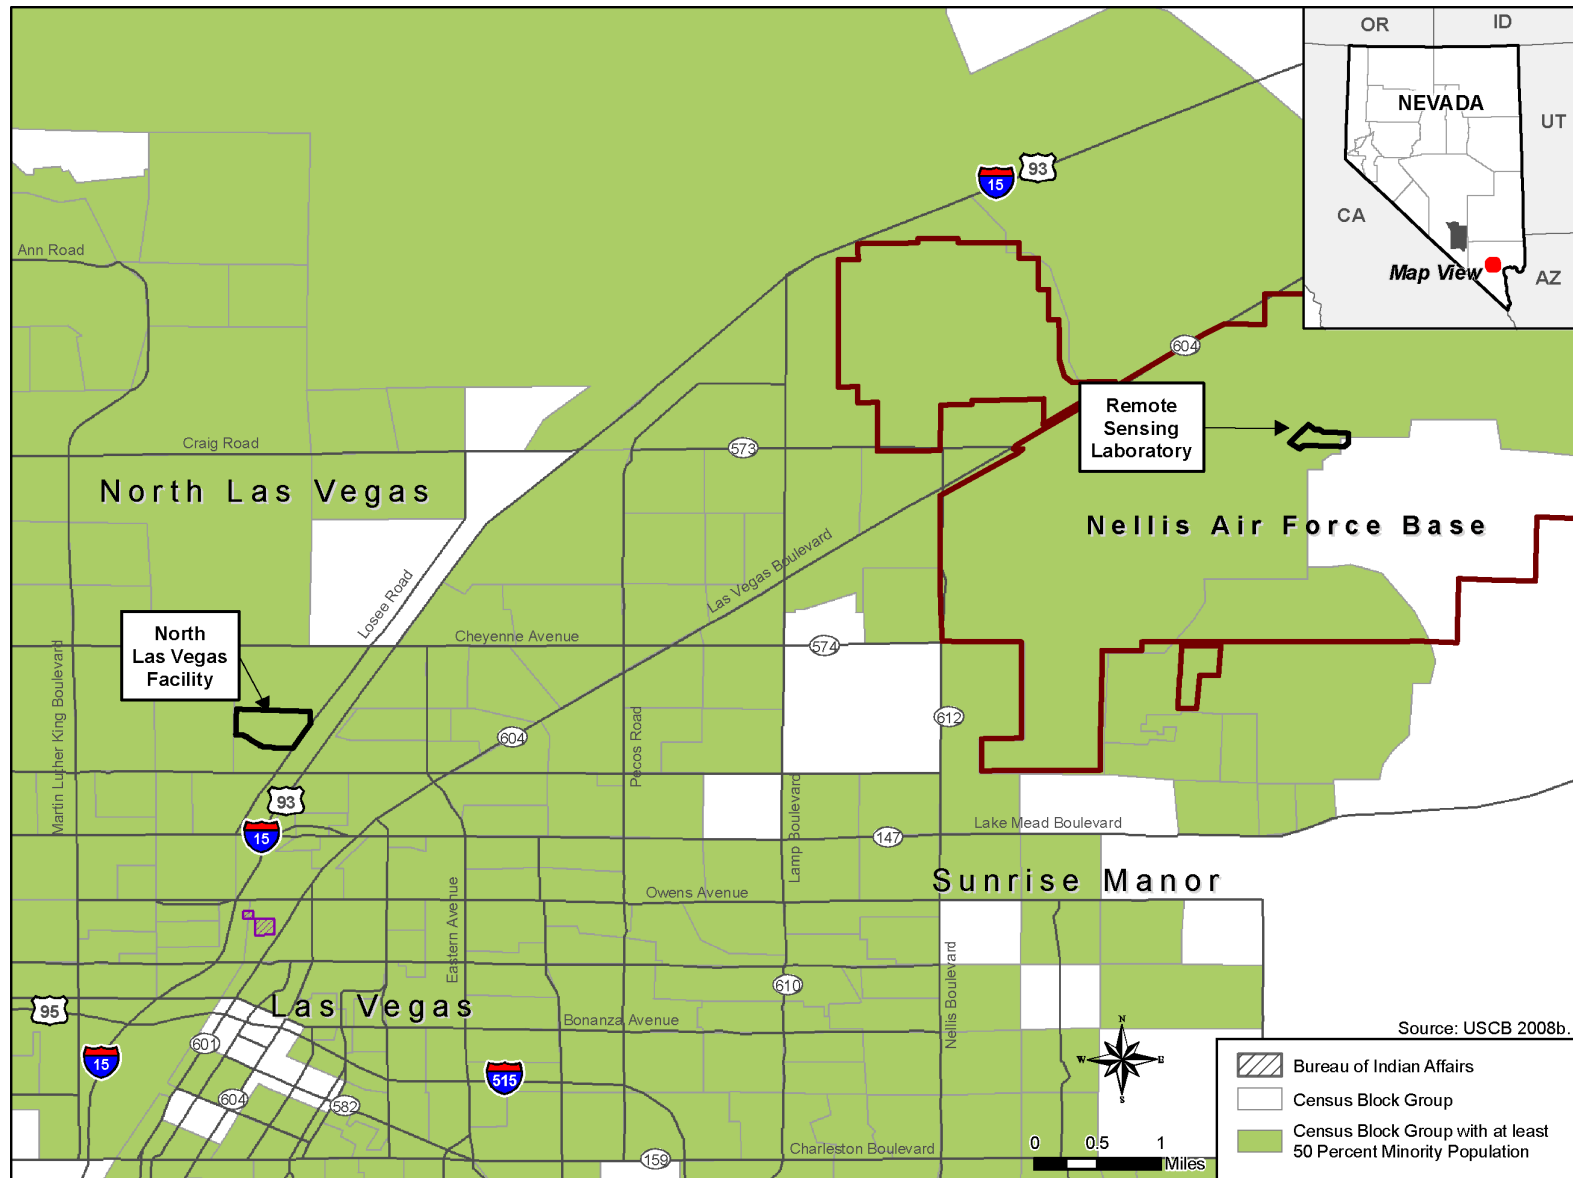 OR
ID
NEVADA
UT
CA
Map View
AZ
93
15
Ann Road
604
Remote
Sensing
Laboratory
Craig Road
573
North Las Vegas
Nellis Air Force Base
Las Vegas Boulevard
Losee Road
Cheyenne Avenue
574
North
Las Vegas
Facility
Martin Luther King Boulevard
604
Pecos Road
612
93
15
Lamp Boulevard
147
Lake Mead Boulevard
Sunrise Manor
Owens Avenue
Eastern Avenue
Nellis Boulevard
610
95
Las Vegas
Bonanza Avenue
601
15
515
604
582
159
Charleston Boulevard
N
W
E
S
0
0.5
1
Miles
Source: USCB 2008b.
Bureau of Indian Affairs
Census Block Group
Census Block Group with at least
50 Percent Minority Population